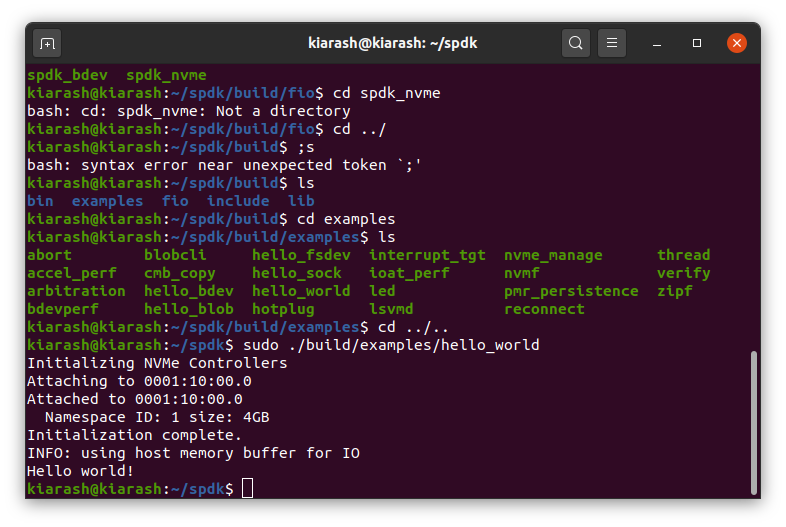 kiarash@kiarash: ~/spdk
spdk_bdev  spdk_nvme
kiarash@kiarash:~/spdk/build/fio$ cd spdk_nvme
bash: cd: spdk_nvme: Not a directory
kiarash@kiarash:~/spdk/build/fio$ cd ../
kiarash@kiarash:~/spdk/build$ ;s
bash: syntax error near unexpected token `;'
kiarash@kiarash:~/spdk/build$ ls
bin  examples  fio  include  lib
kiarash@kiarash:~/spdk/build$ cd examples
kiarash@kiarash:~/spdk/build/examples$ ls
abort        blobcli     hello_fsdev  interrupt_tgt  nvme_manage      thread
accel_perf   cmb_copy    hello_sock   ioat_perf      nvmf             verify
arbitration  hello_bdev  hello_world  led            pmr_persistence  zipf
bdevperf     hello_blob  hotplug      lsvmd          reconnect
kiarash@kiarash:~/spdk/build/examples$ cd ../..
kiarash@kiarash:~/spdk$ sudo ./build/examples/hello_world
Initializing NVMe Controllers
Attaching to 0001:10:00.0
Attached to 0001:10:00.0
  Namespace ID: 1 size: 4GB
Initialization complete.
INFO: using host memory buffer for IO
Hello world!
kiarash@kiarash:~/spdk$